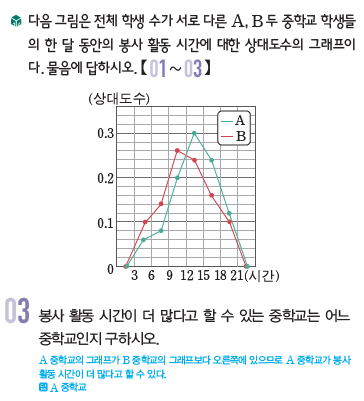 다음 그림은 전체 학생 수가 서로 다른 A, B 두 중학교 학생들
의 한 달 동안의 봉사 활동 시간에 대한 상대도수의 그래프이
다. 물음에 답하시오. 【01~03】
(상대도수)
A
B
0.3
0.2
0.1
0
3 6 9 12 15 18 21(시간)
03 봉사 활동 시간이 더 많다고 할 수 있는 중학교는 어느
중학교인지 구하시오.
A 중학교의 그래프가 B 중학교의 그래프보다 오른쪽에 있으므로 A 중학교가 봉사
활동 시간이 더 많다고 할 수 있다.
답 A 중학교